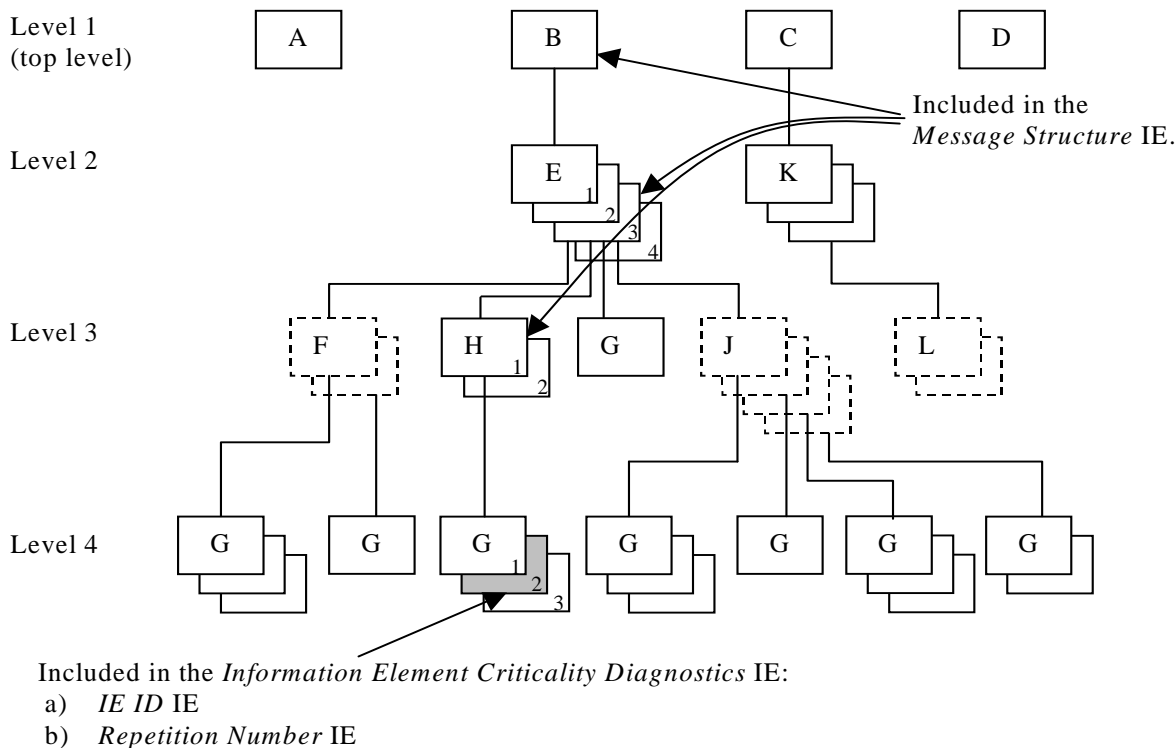 Level 1
(top level)
A
B
C
D
Included in the
Message Structure IE.
Level 2
E
1
2
3
4
K
Level 3
F
H
1
2
G
J
L
Level 4
G
G
G
1
2
3
G
G
G
G
Included in the Information Element Criticality Diagnostics IE:
a) IE ID IE
b) Repetition Number IE